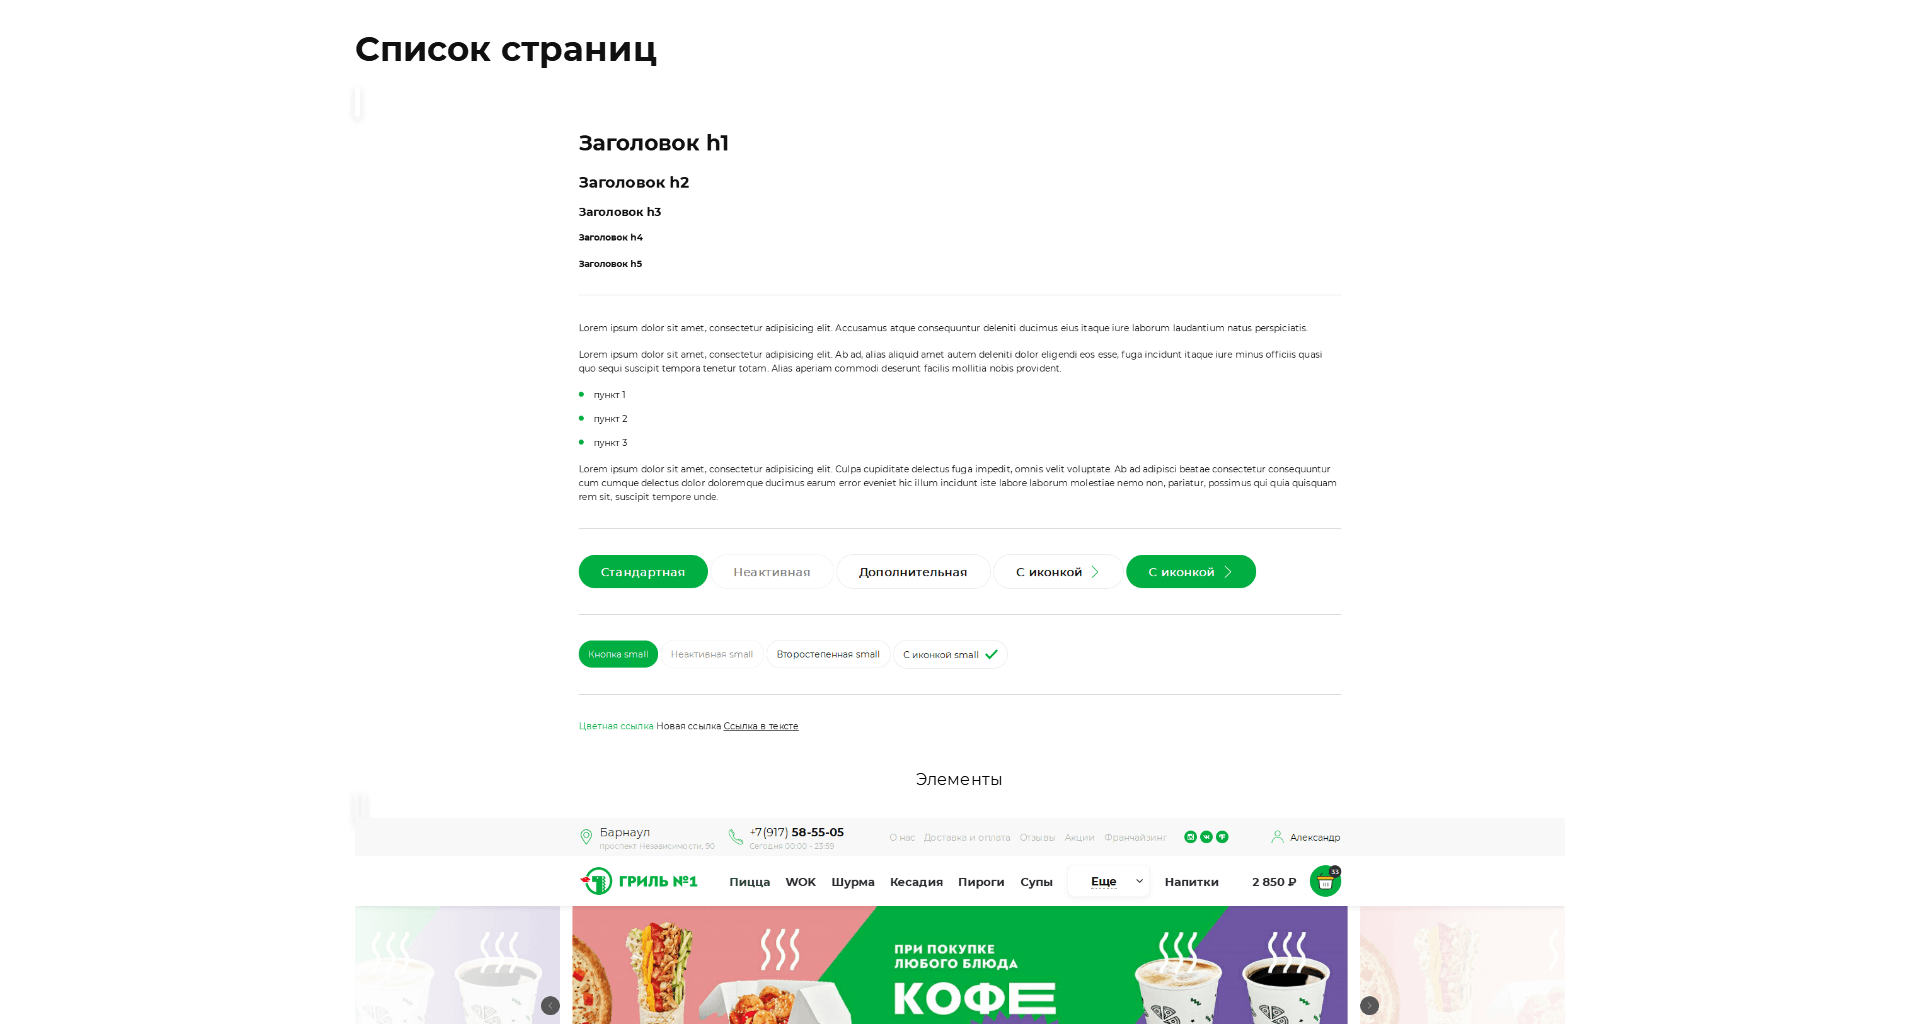 Список страниц
Заголовок h1
Заголовок h2
Заголовок h3
Заголовок h4
Заголовок h5
Lorem ipsum dolor sit amet, consectetur adipisicing elit. Accusamus atque consequuntur deleniti ducimus eius itaque iure laborum laudantium natus perspiciatis.
Lorem ipsum dolor sit amet, consectetur adipisicing elit. Ab ad, alias aliquid amet autem deleniti dolor eligendi eos esse, fuga incidunt itaque iure minus officiis quasi
quo sequi suscipit tempora tenetur totam. Alias aperiam commodi deserunt facilis mollitia nobis provident.
пункт 1
пункт 2
пункт 3
Lorem ipsum dolor sit amet, consectetur adipisicing elit. Culpa cupiditate delectus fuga impedit, omnis velit voluptate. Ab ad adipisci beatae consectetur consequuntur
cum cumque delectus dolor doloremque ducimus earum error eveniet hic illum incidunt iste labore laborum molestiae nemo non, pariatur, possimus qui quia quisquam
rem sit, suscipit tempore unde.
Стандартная Неактивная Дополнительная С иконкой С иконкой
Кнопка small Неактивная small Второстепенная small С иконкой small
Цветная ссылка Новая ссылка Ссылка в тексте
Элементы
Барнаул +7(917) 58-55-05
О нас Доставка и оплата Отзывы Акции Франчайзинг Александр
проспект Независимости, 90 Сегодня 00:00 - 23:59
ГРИЛЬ №1 Пицца WOK Шурма Кесадия Пироги Супы Еще Напитки 2 850 ₽ 33
ПРИ ПОКУПКЕ
ЛЮБОГО БЛЮДА
КОФЕ